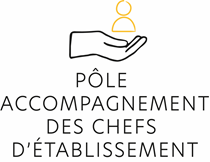 PÔLE
ACCOMPAGNEMENT
DES CHEFS
D'ÉTABLISSEMENT